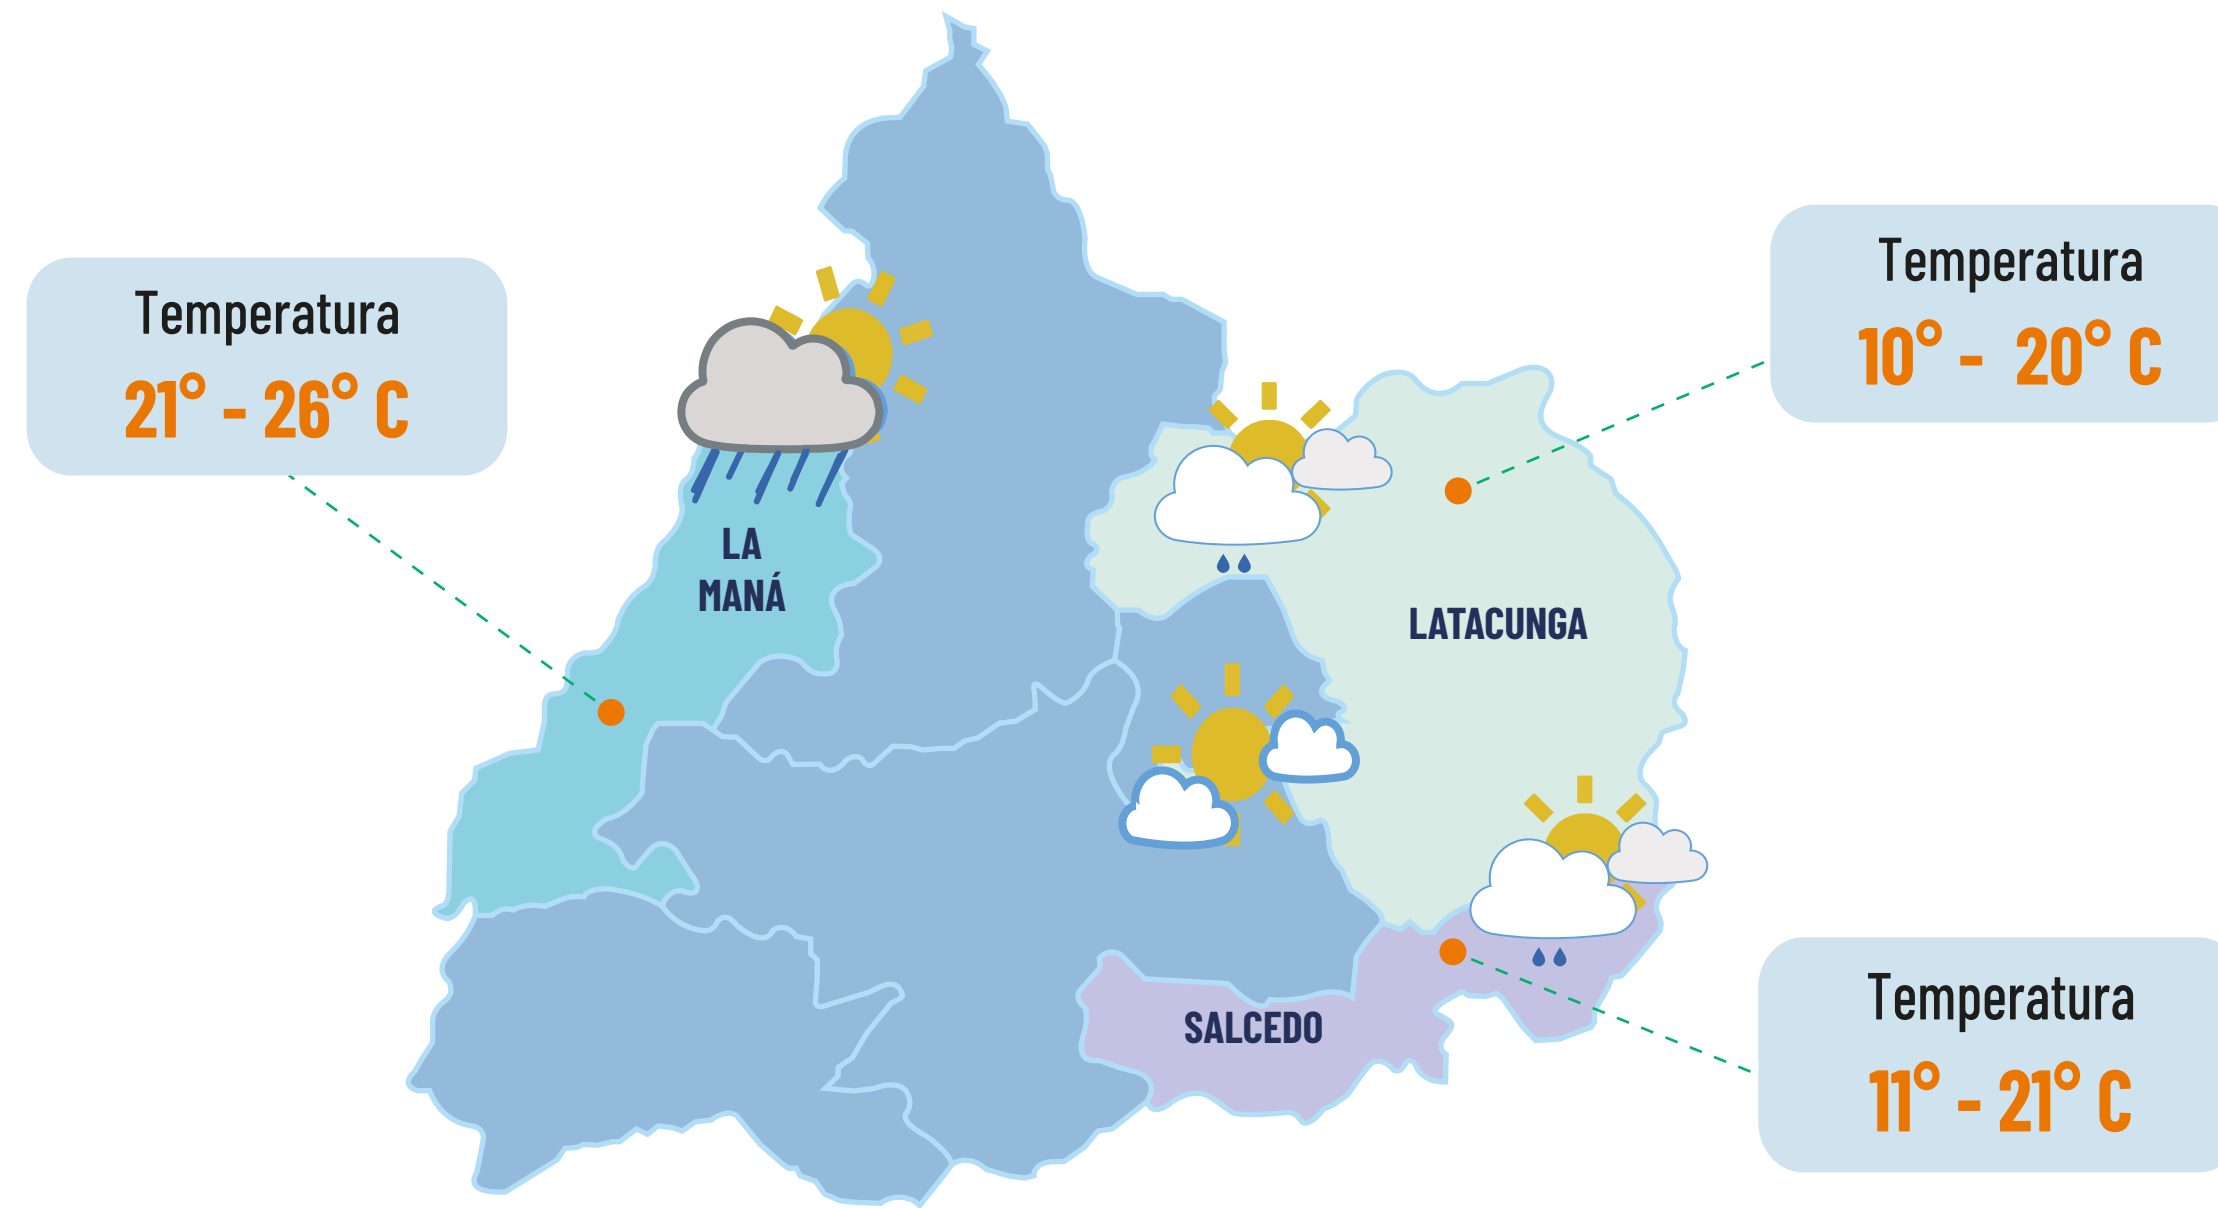 Temperatura
21° - 26° C
Temperatura
10° - 20° C
LA
MANÁ
LATACUNGA
SALCEDO
Temperatura
11° - 21° C